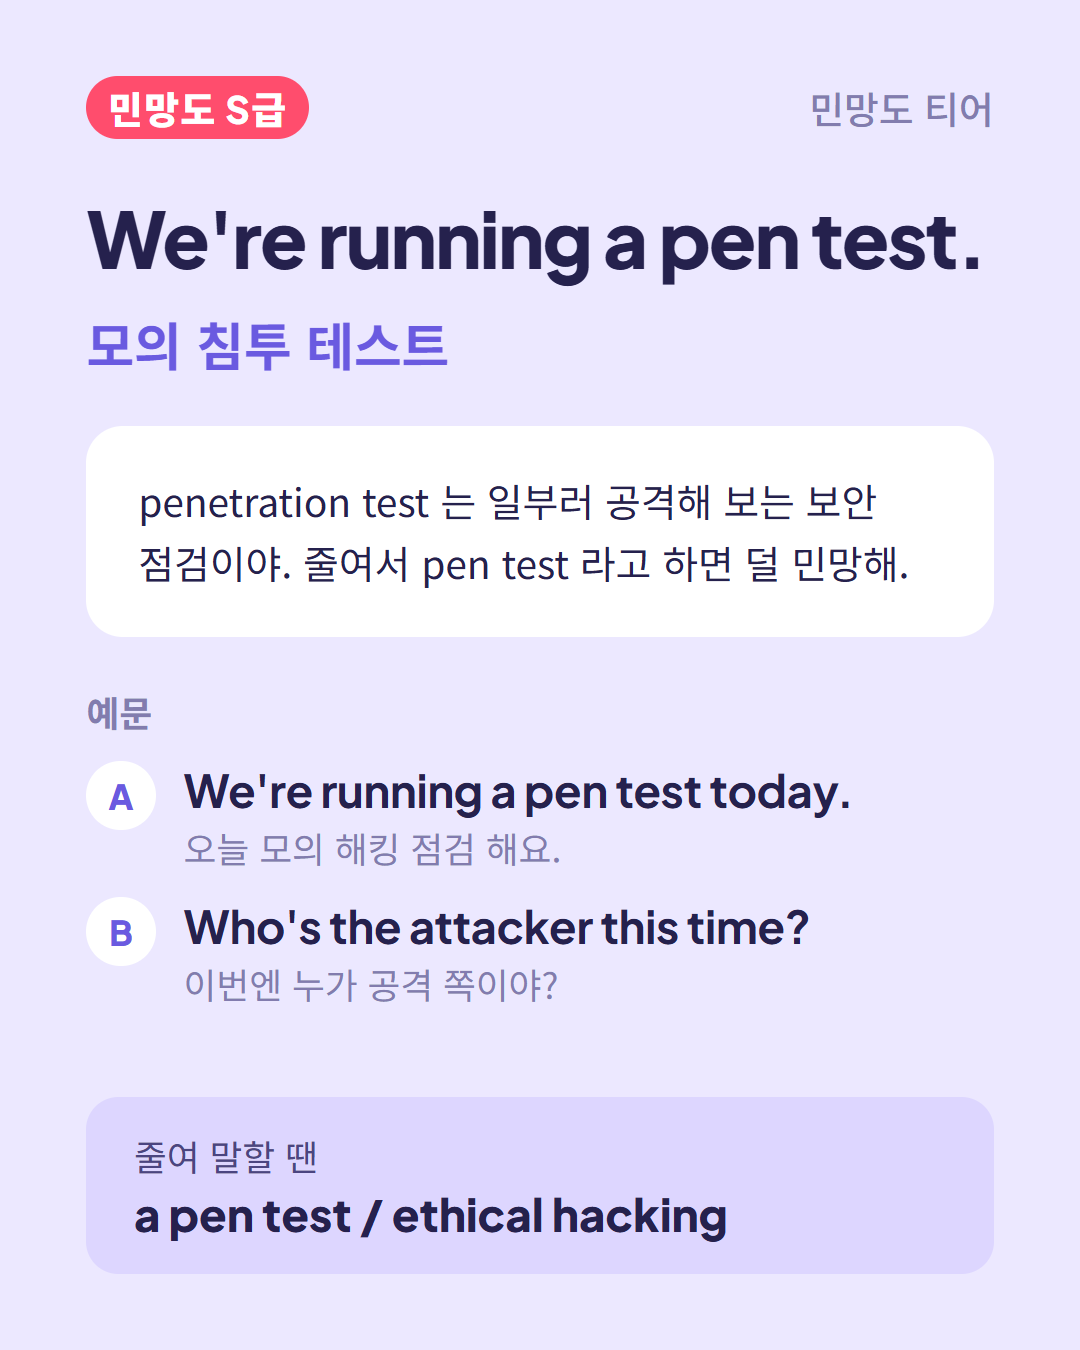 민망도 S급
민망도 티어
We're running a pen test.
모의 침투 테스트
penetration test 는 일부러 공격해 보는 보안
점검이야. 줄여서 pen test 라고 하면 덜 민망해.
예문
A
We're running a pen test today.
오늘 모의 해킹 점검 해요.
B
Who's the attacker this time?
이번엔 누가 공격 쪽이야?
줄여 말할 땐
a pen test / ethical hacking